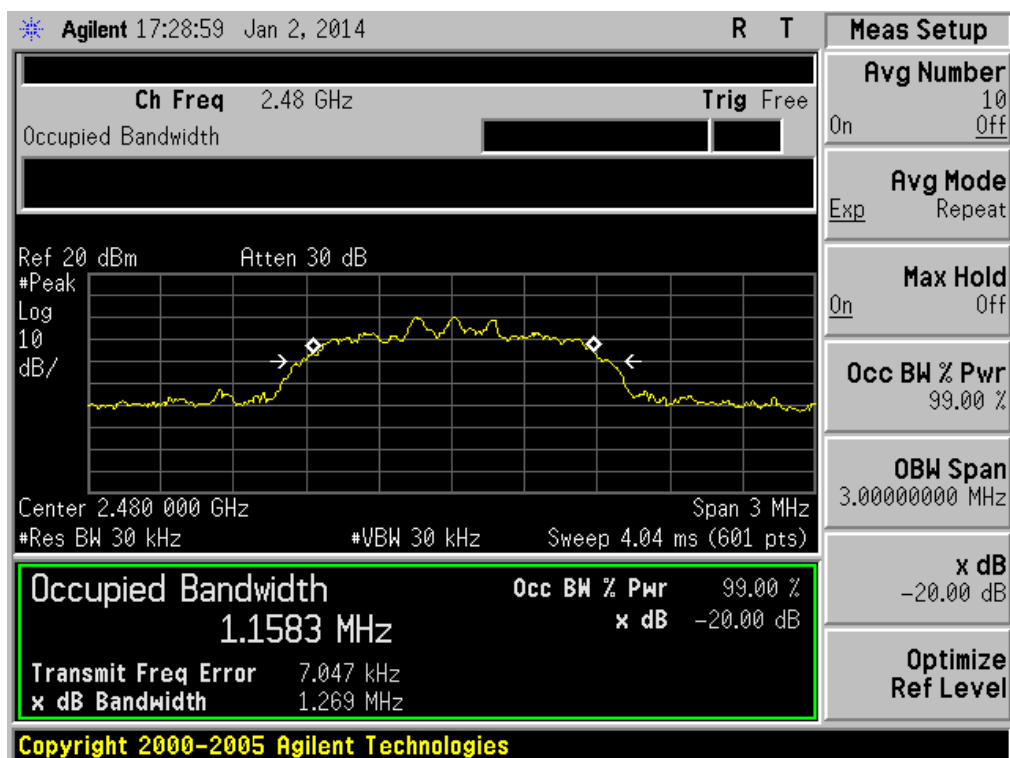 Agilent 17:28:59 Jan 2, 2014 R T
Ch Freq 2.48 GHz Trig Free
Occupied Bandwidth
Ref 20 dBm Atten 30 dB
#Peak
Log
10
dB/
Center 2.480 000 GHz Span 3 MHz
#Res BW 30 kHz #VBW 30 kHz Sweep 4.04 ms (601 pts)
Occupied Bandwidth Occ BW % Pwr 99.00 %
1.1583 MHz x dB -20.00 dB
Transmit Freq Error 7.047 kHz
x dB Bandwidth 1.269 MHz
Copyright 2000-2005 Agilent Technologies
Meas Setup
Avg Number
10
On Off
Avg Mode
Exp Repeat
Max Hold
On Off
Occ BW % Pwr
99.00 %
OBW Span
3.00000000 MHz
x dB
-20.00 dB
Optimize
Ref Level